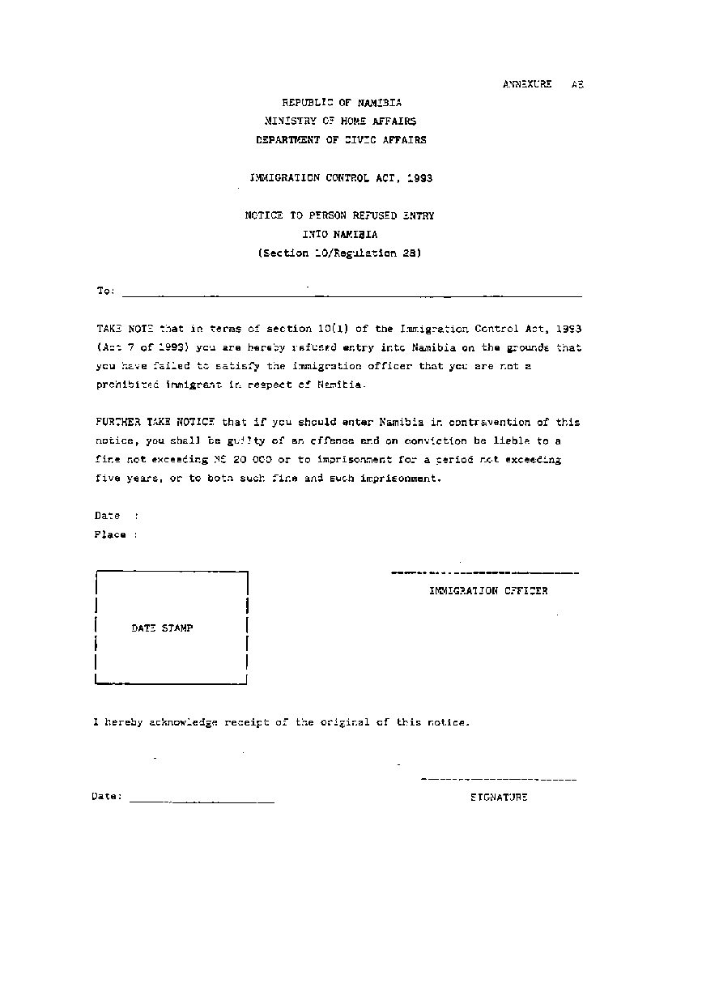 ANNEXURE
REPUBLIC OF NAMIBIA
MINISTRY OF HOME AFFAIRS
DEPARTMENT OF CIVIC AFFAIRS
IMMIGRATION CONTROL ACT, 1993
NOTICE TO PERSON REFUSED ENTRY
INTO NAMIBIA
(Section 10/Regulation 28)
To:
TAKE NOTE that in terms of section 10(1) of the Immigration Control Act, 1993
(Act 7 of 1993) you are hereby refused entry into Namibia on the grounds that
you have failed to satisfy the immigration officer that you are not a
prohibited immigrant in respect of Namibia.
FURTHER TAKE NOTICE that if you should enter Namibia in contravention of this
notice, you shall be guilty of an offence and on conviction be liable to a
fine not exceeding N$ 20 000 or to imprisonment for a period not exceeding
five years, or to both such fine and such imprisonment.
Date :
Place :
IMMIGRATION OFFICER
DATE STAMP
I hereby acknowledge receipt of the original of this notice.
Date:
SIGNATURE